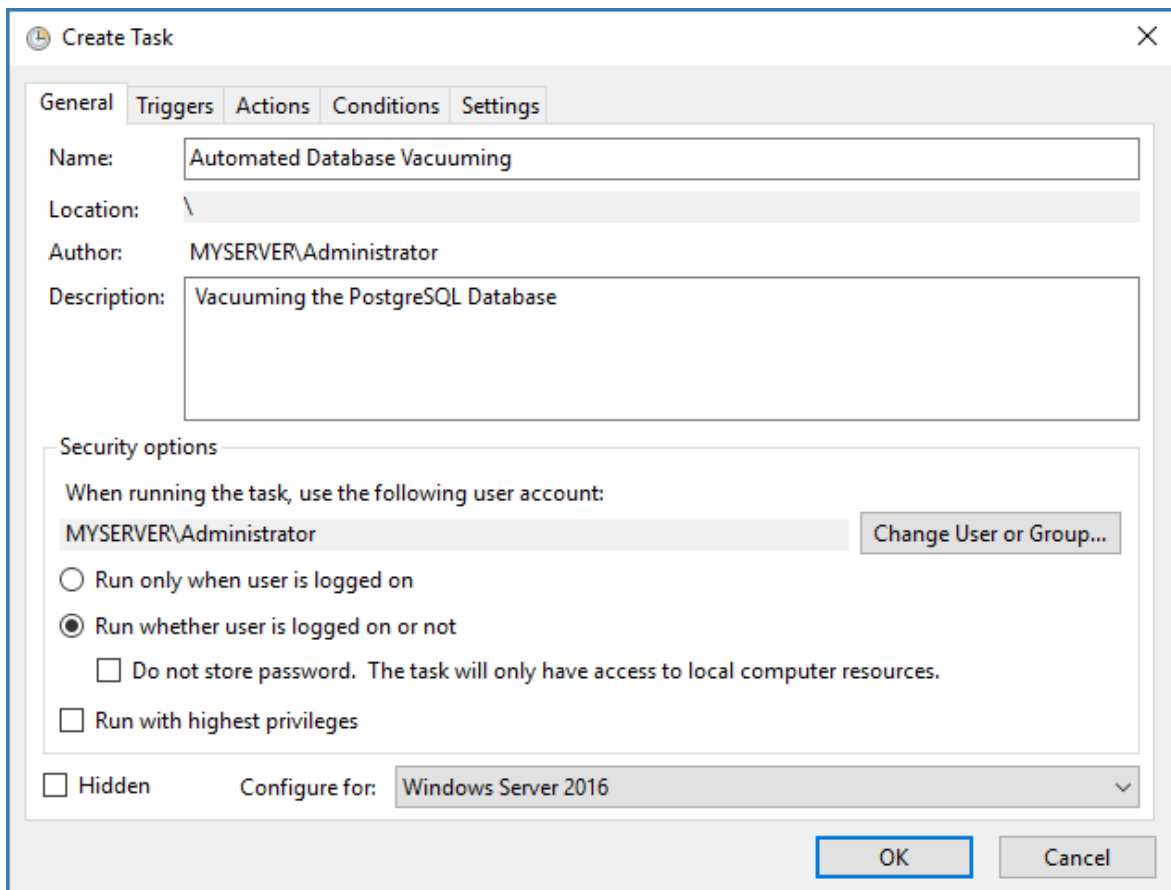 Create Task
General Triggers Actions Conditions Settings
Name: Automated Database Vacuuming
Location: \
Author: MYSERVER\Administrator
Description: Vacuuming the PostgreSQL Database
Security options
When running the task, use the following user account:
MYSERVER\Administrator Change User or Group...
Run only when user is logged on
Run whether user is logged on or not
Do not store password.  The task will only have access to local computer resources.
Run with highest privileges
Hidden Configure for: Windows Server 2016
OK Cancel